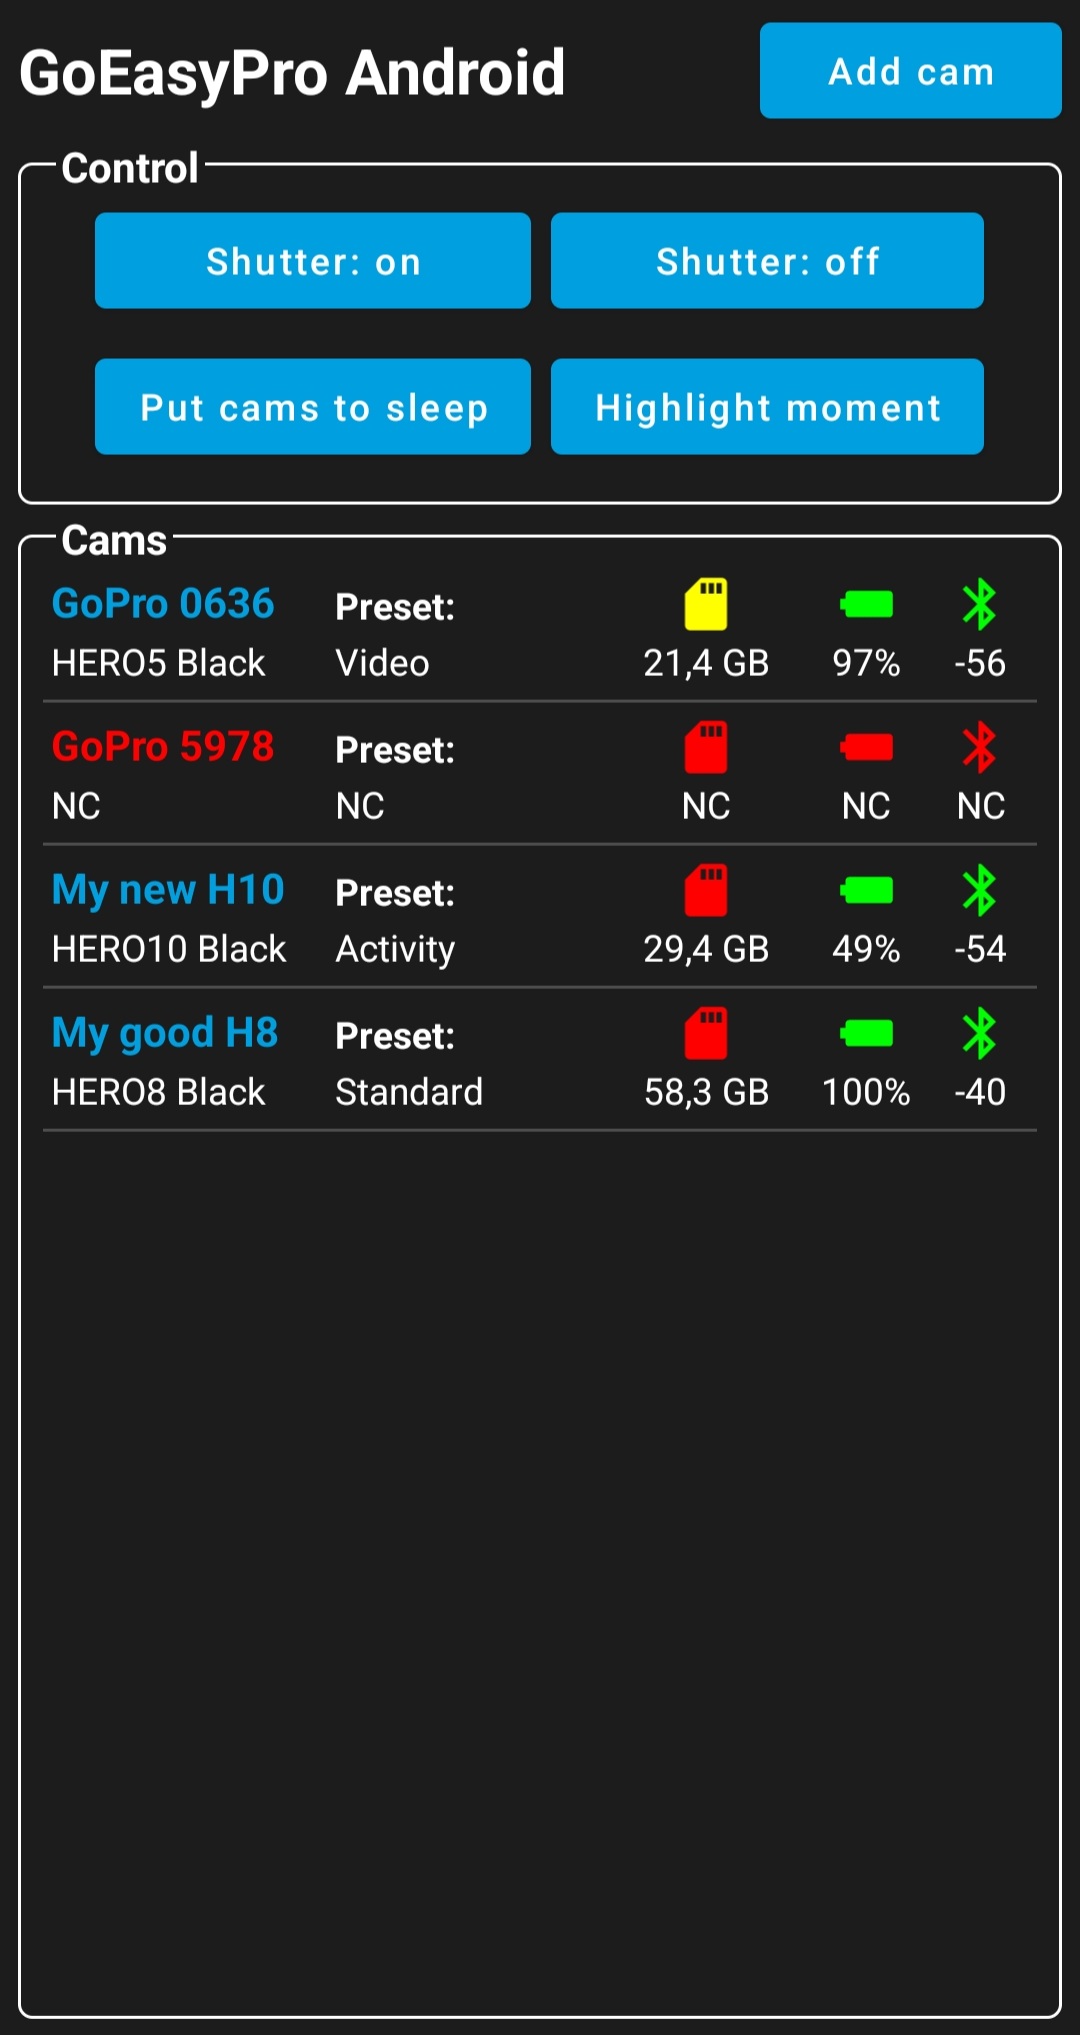 GoEasyPro Android
Add cam
Control
Shutter: on
Shutter: off
Put cams to sleep
Highlight moment
Cams
GoPro 0636
Preset:
HERO5 Black
Video
21,4 GB
97%
-56
GoPro 5978
Preset:
NC
NC
NC
NC
NC
My new H10
Preset:
HERO10 Black
Activity
29,4 GB
49%
-54
My good H8
Preset:
HERO8 Black
Standard
58,3 GB
100%
-40